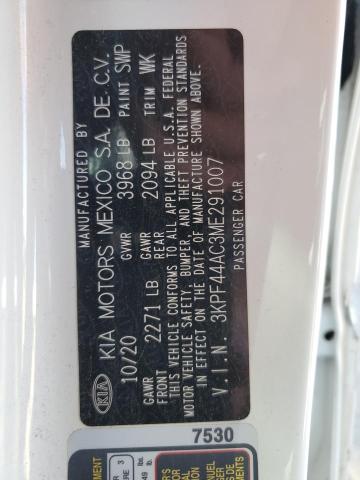 MANUFACTURED BY
KIA KIA MOTORS MEXICO S.A. DE C.V.
10/20 GVWR 3968 LB PAINT SWP
GAWR 2271 LB GAWR REAR 2094 LB TRIM WK
THIS VEHICLE CONFORMS TO ALL APPLICABLE U.S.A. FEDERAL
MOTOR VEHICLE SAFETY, BUMPER, AND THEFT PREVENTION STANDARDS
IN EFFECT ON THE DATE OF MANUFACTURE SHOWN ABOVE.
V.I.N. 3KPF44AC3ME291007
PASSENGER CAR
7530